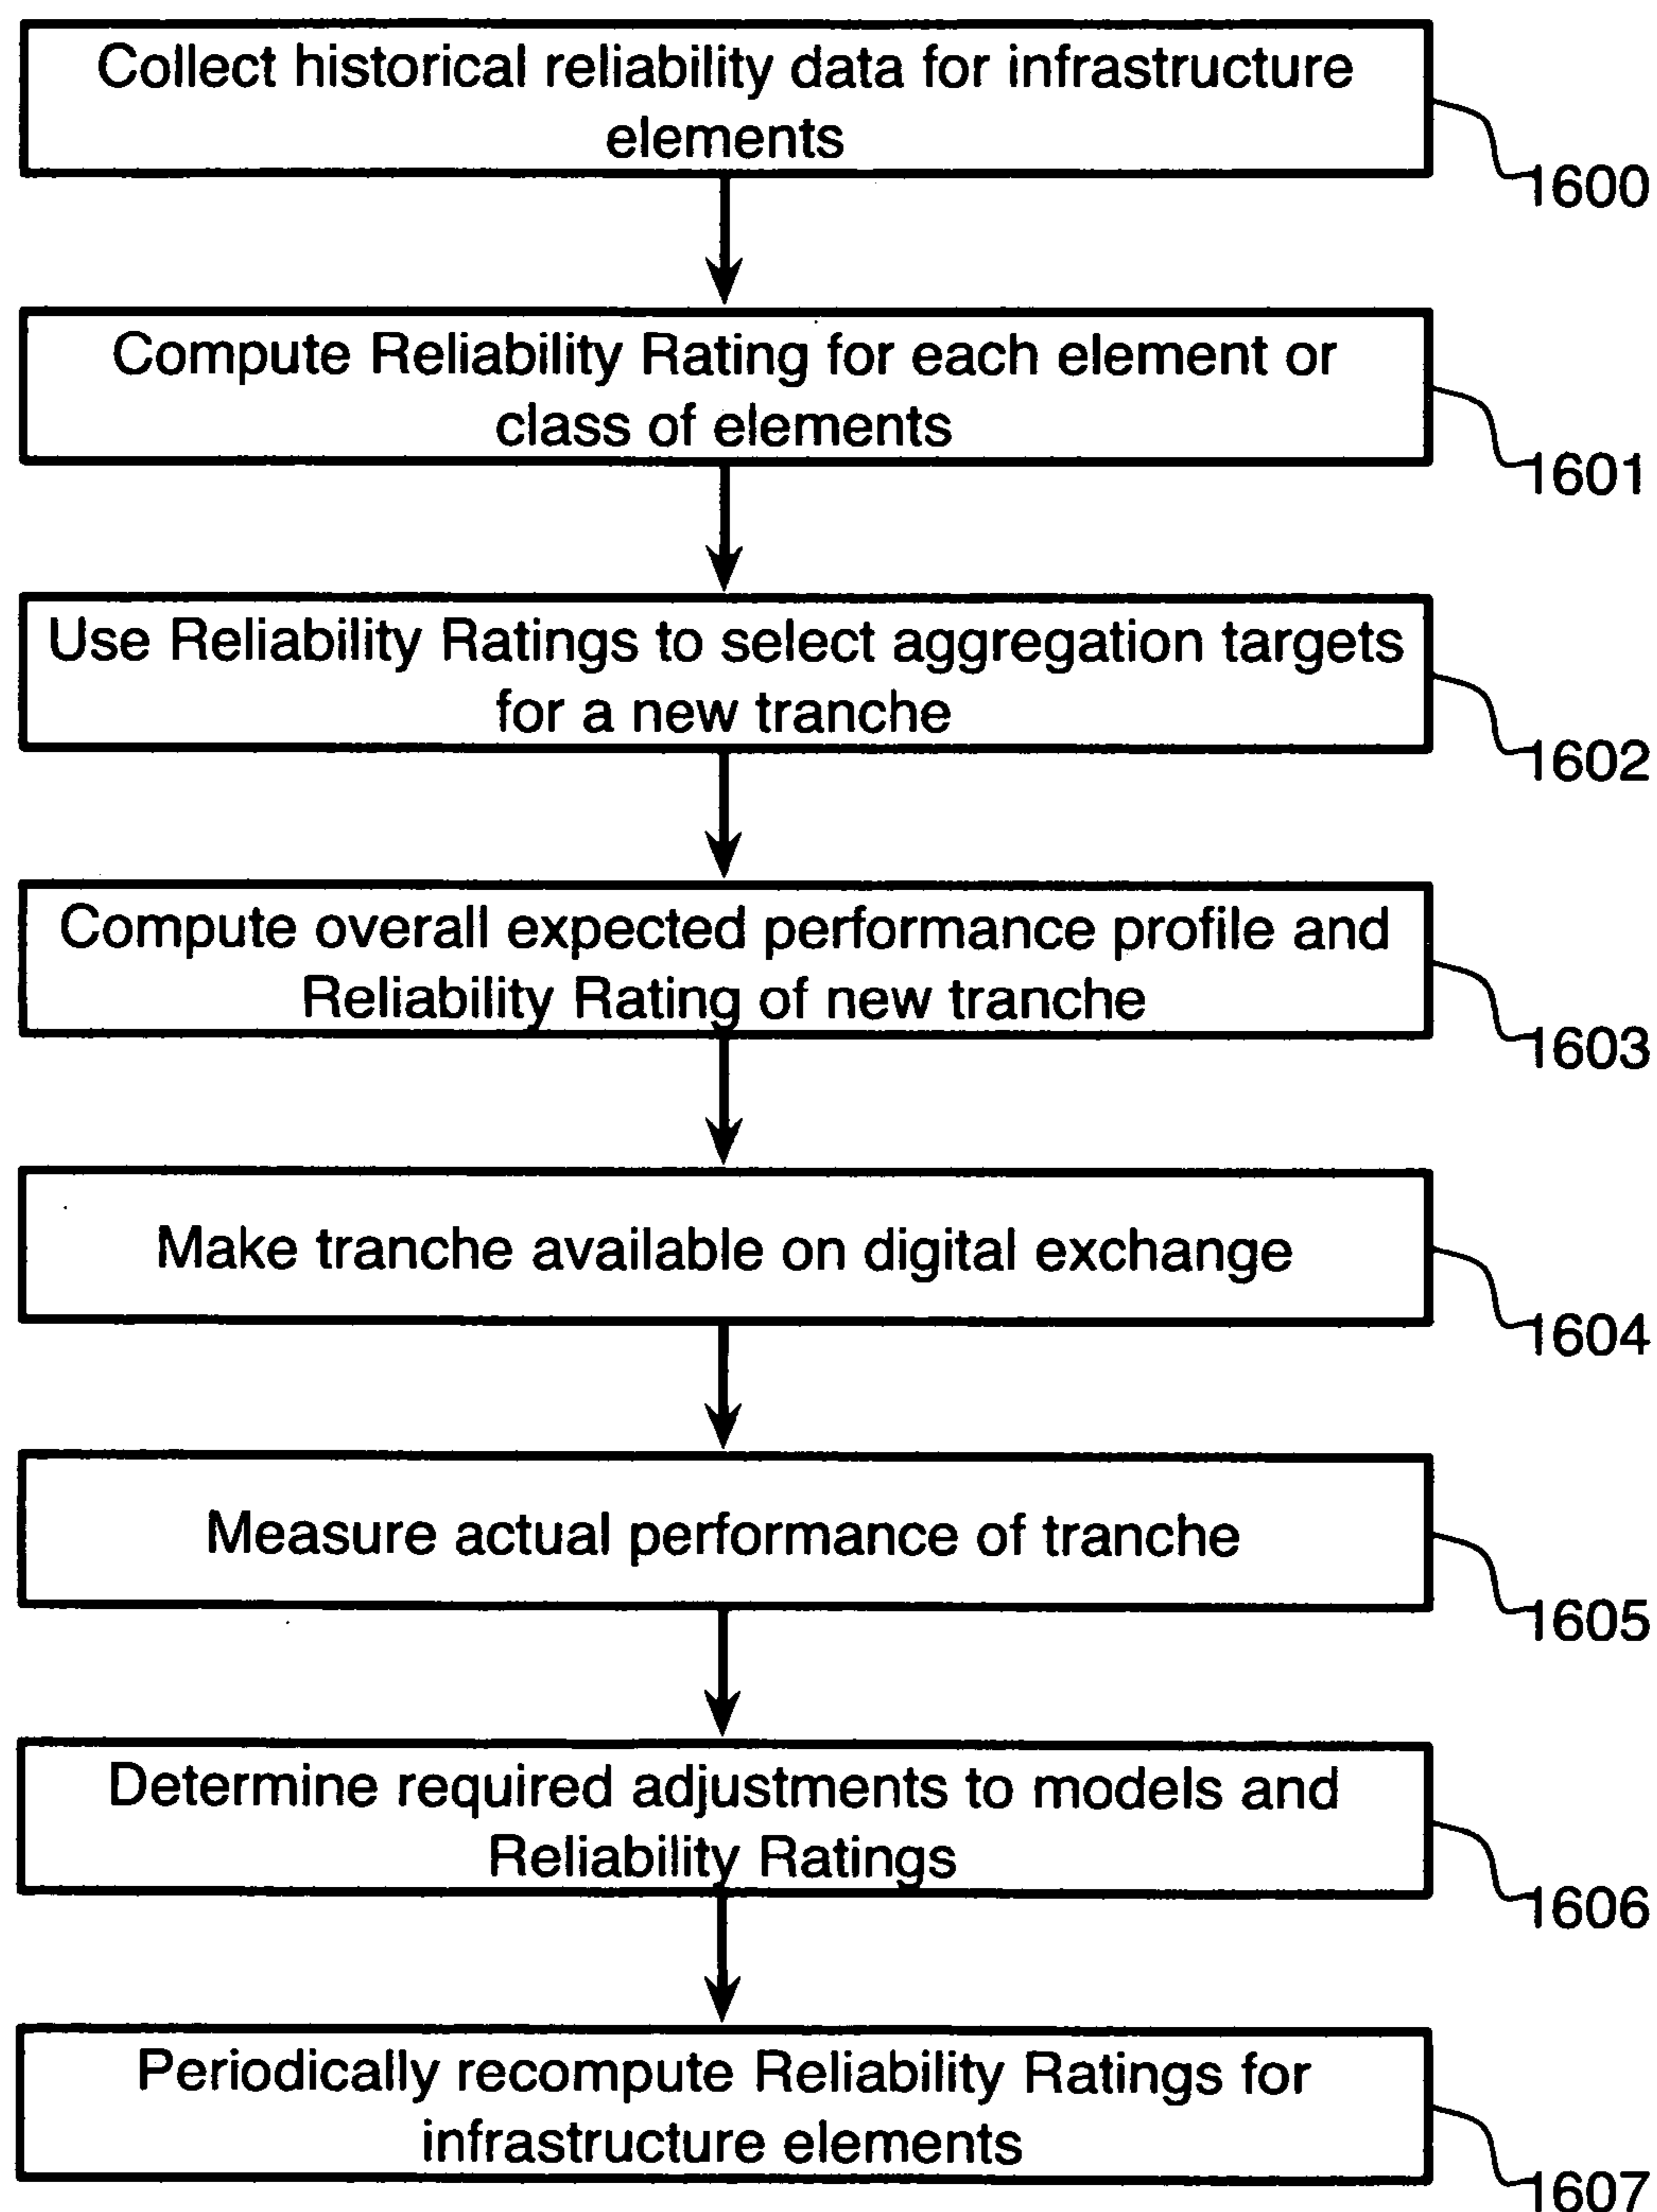 Collect historical reliability data for infrastructure
elements
1600
Compute Reliability Rating for each element or
class of elements
1601
Use Reliability Ratings to select aggregation targets
for a new tranche
1602
Compute overall expected performance profile and
Reliability Rating of new tranche
1603
Make tranche available on digital exchange
1604
Measure actual performance of tranche
1605
Determine required adjustments to models and
Reliability Ratings
1606
Periodically recompute Reliability Ratings for
infrastructure elements
1607